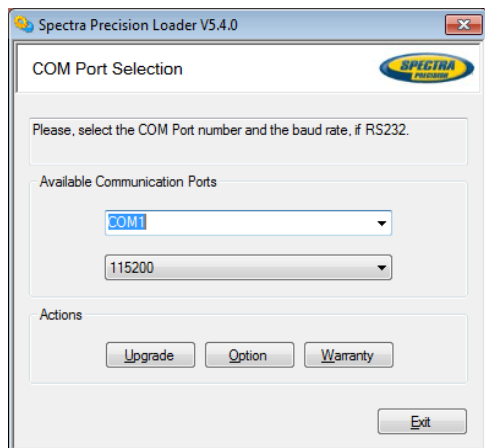 Spectra Precision Loader V5.4.0
COM Port Selection
SPECTRA
PRECISION
Please, select the COM Port number and the baud rate, if RS232.
Available Communication Ports
COM1
115200
Actions
Upgrade Option Warranty
Exit